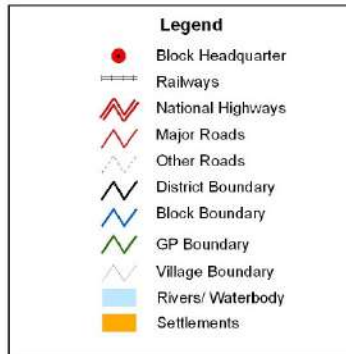 Legend
Block Headquarter
Railways
National Highways
Major Roads
Other Roads
District Boundary
Block Boundary
GP Boundary
Village Boundary
Rivers/ Waterbody
Settlements